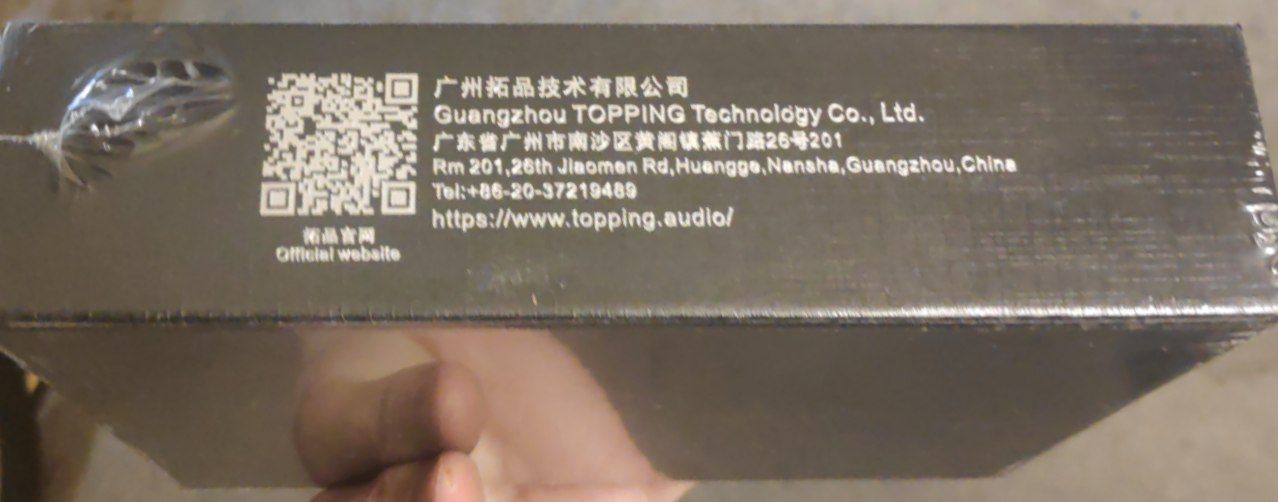 广州拓品技术有限公司
Guangzhou TOPPING Technology Co., Ltd.
广东省广州市南沙区黄阁镇蕉门路26号201
Rm 201,26th Jiaomen Rd,Huangge,Nansha,Guangzhou,China
Tel:+86-20-37219489
https://www.topping.audio/
拓品官网
Official website